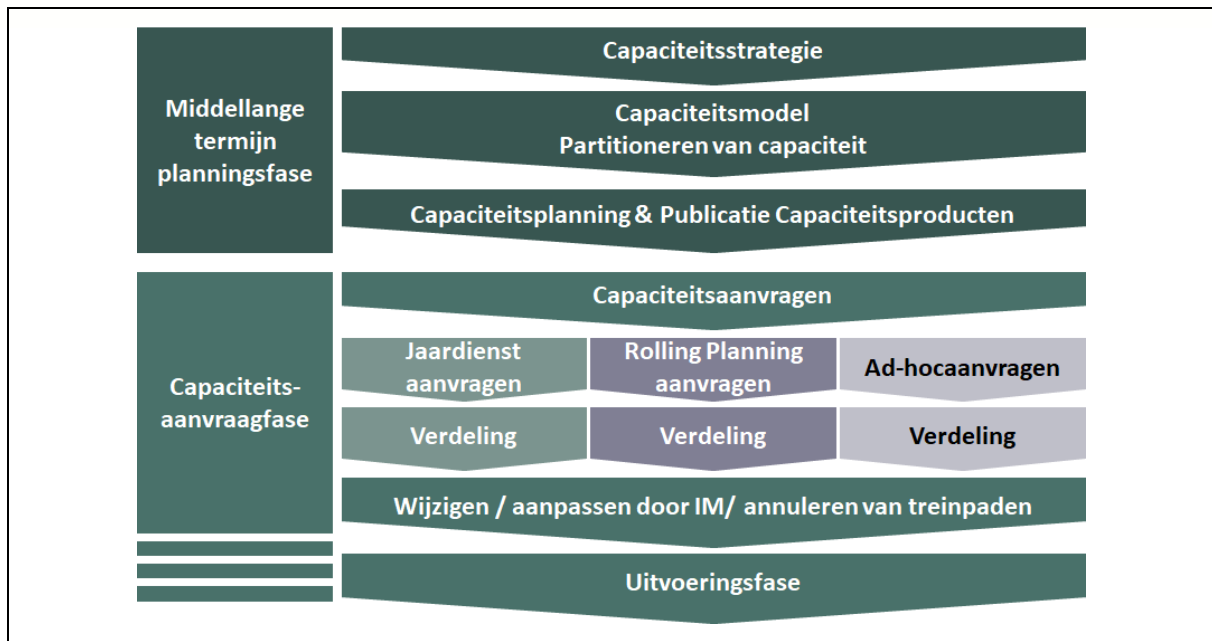 Middellange
termijn
planningsfase
Capaciteitsstrategie
Capaciteitsmodel
Partitioneren van capaciteit
Capaciteitsplanning & Publicatie Capaciteitsproducten
Capaciteits-
aanvraagfase
Capaciteitsaanvragen
Jaardienst
aanvragen
Rolling Planning
aanvragen
Ad-hocaanvragen
Verdeling
Verdeling
Verdeling
Wijzigen / aanpassen door IM/ annuleren van treinpaden
Uitvoeringsfase